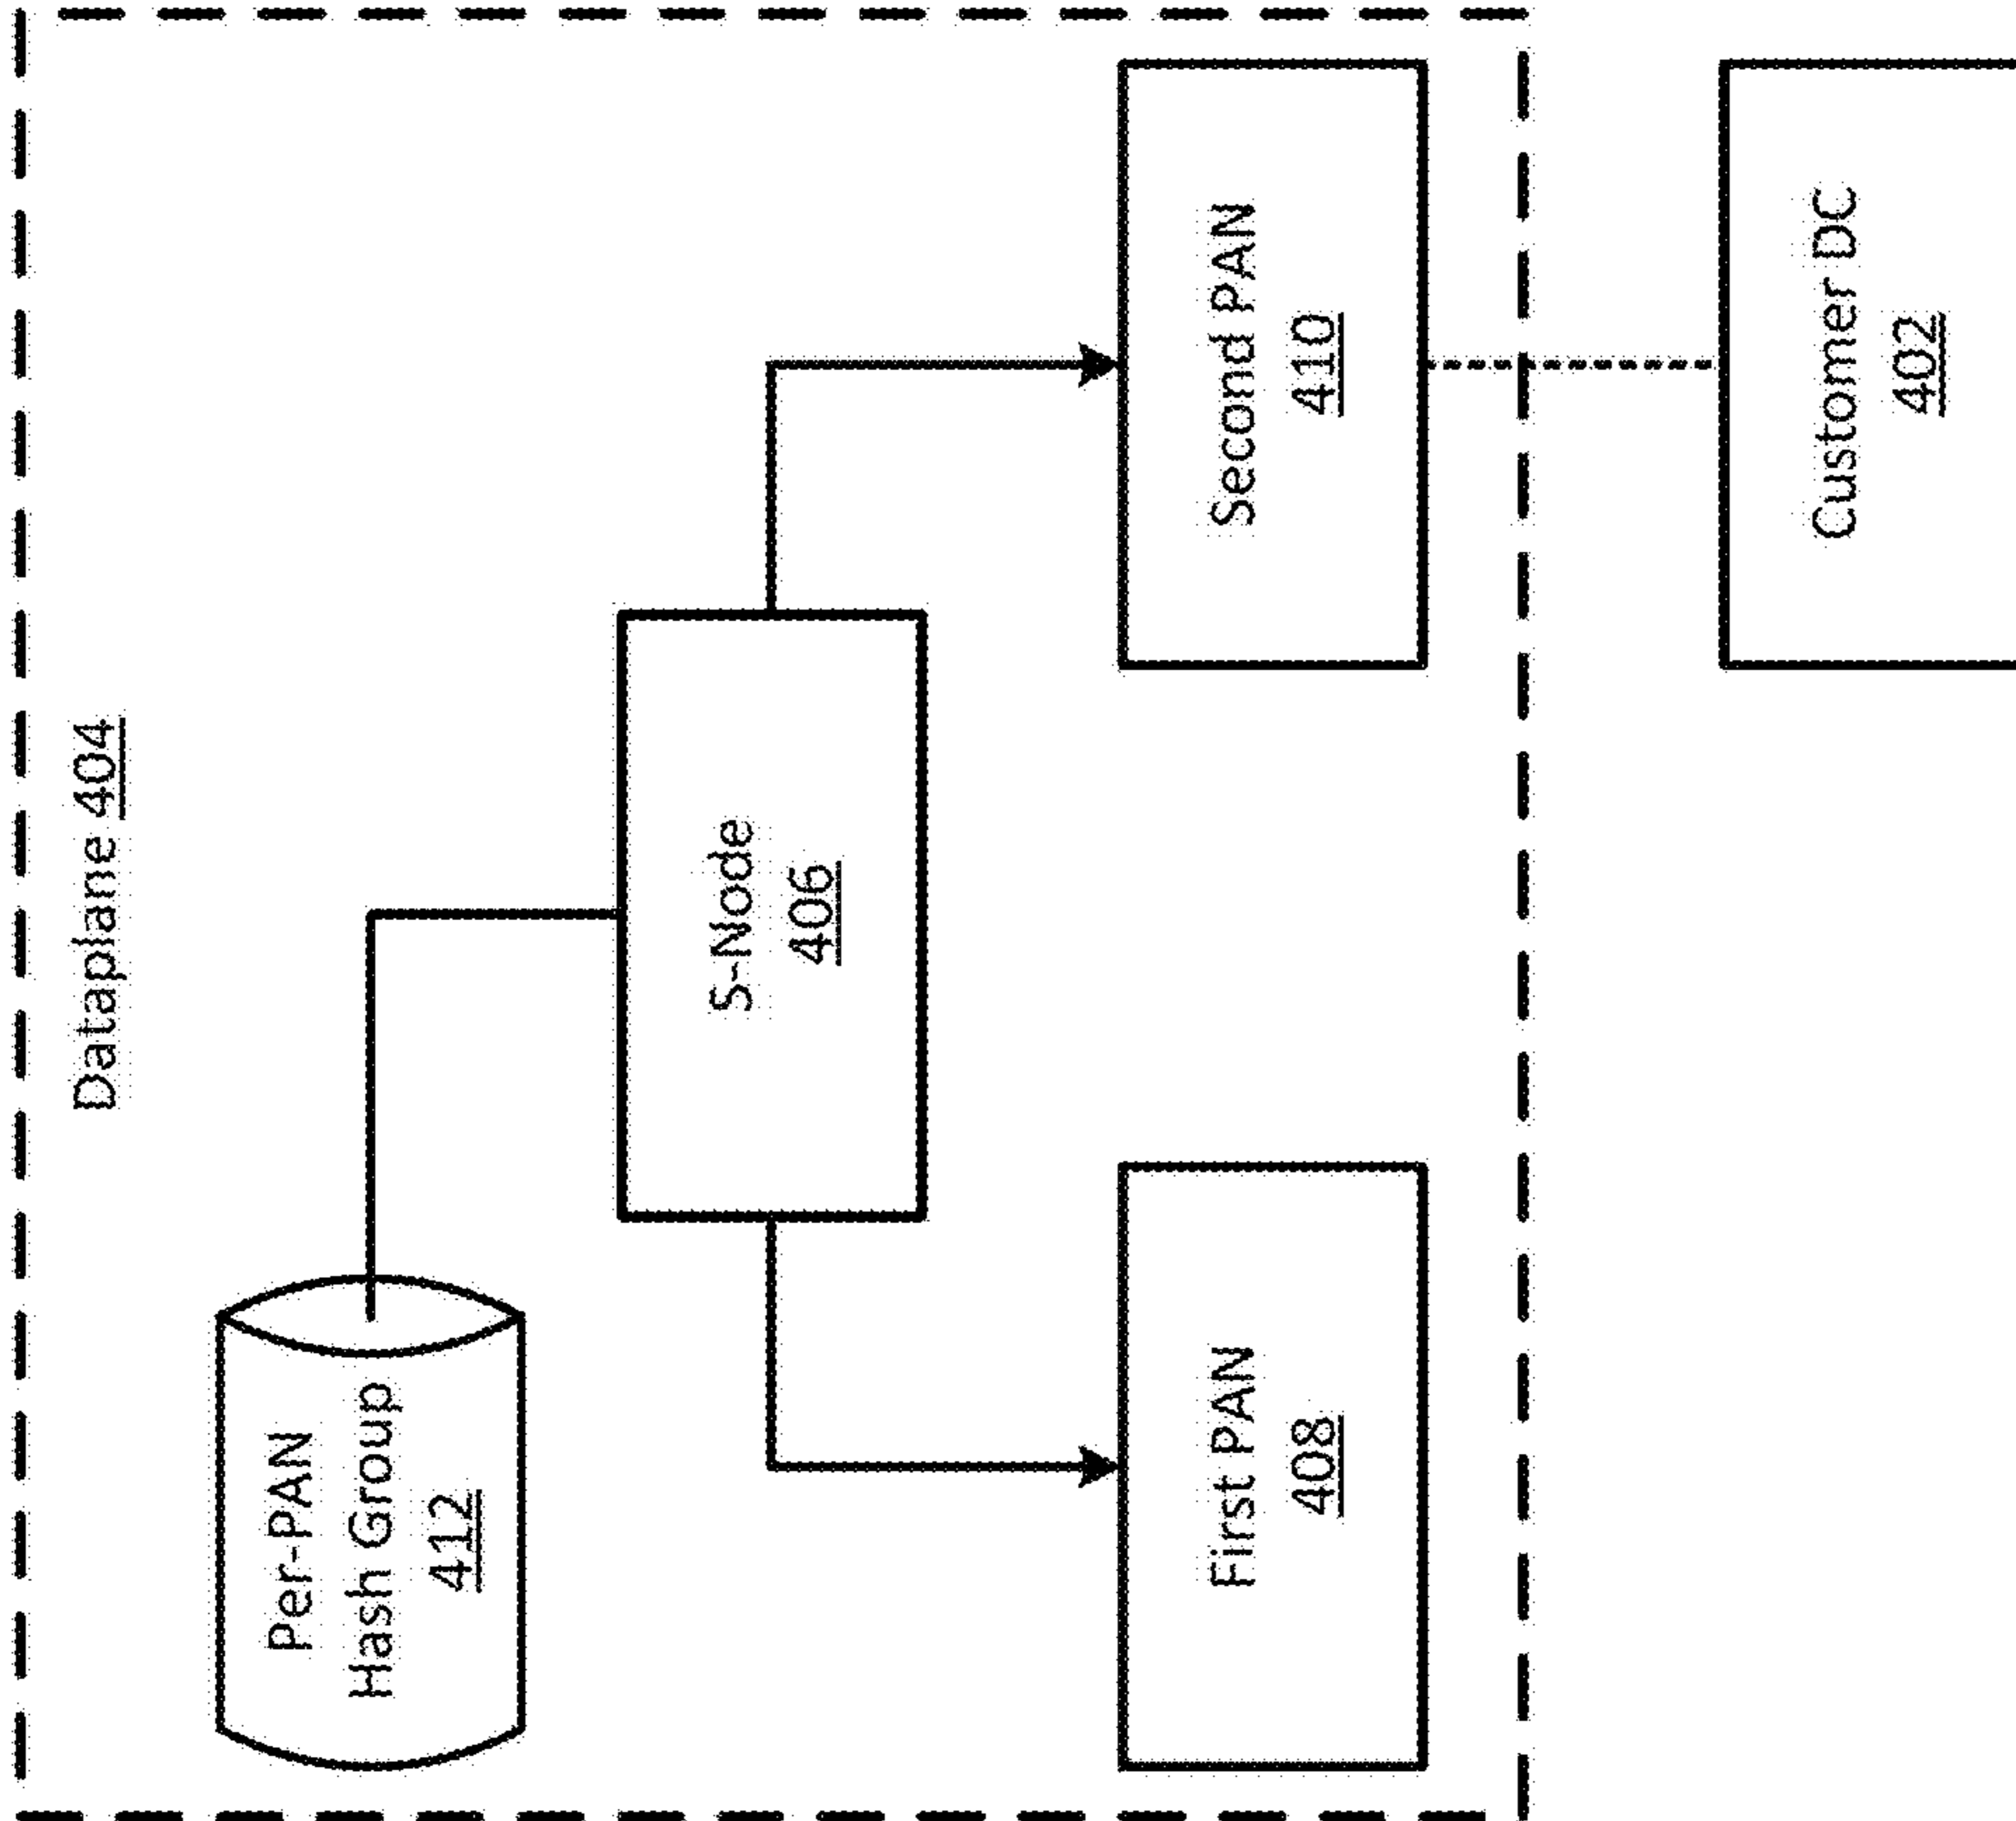 Dataplane 404
Per-PAN
Hash Group
412
S-Node
406
First PAN
408
Second PAN
410
Customer DC
402